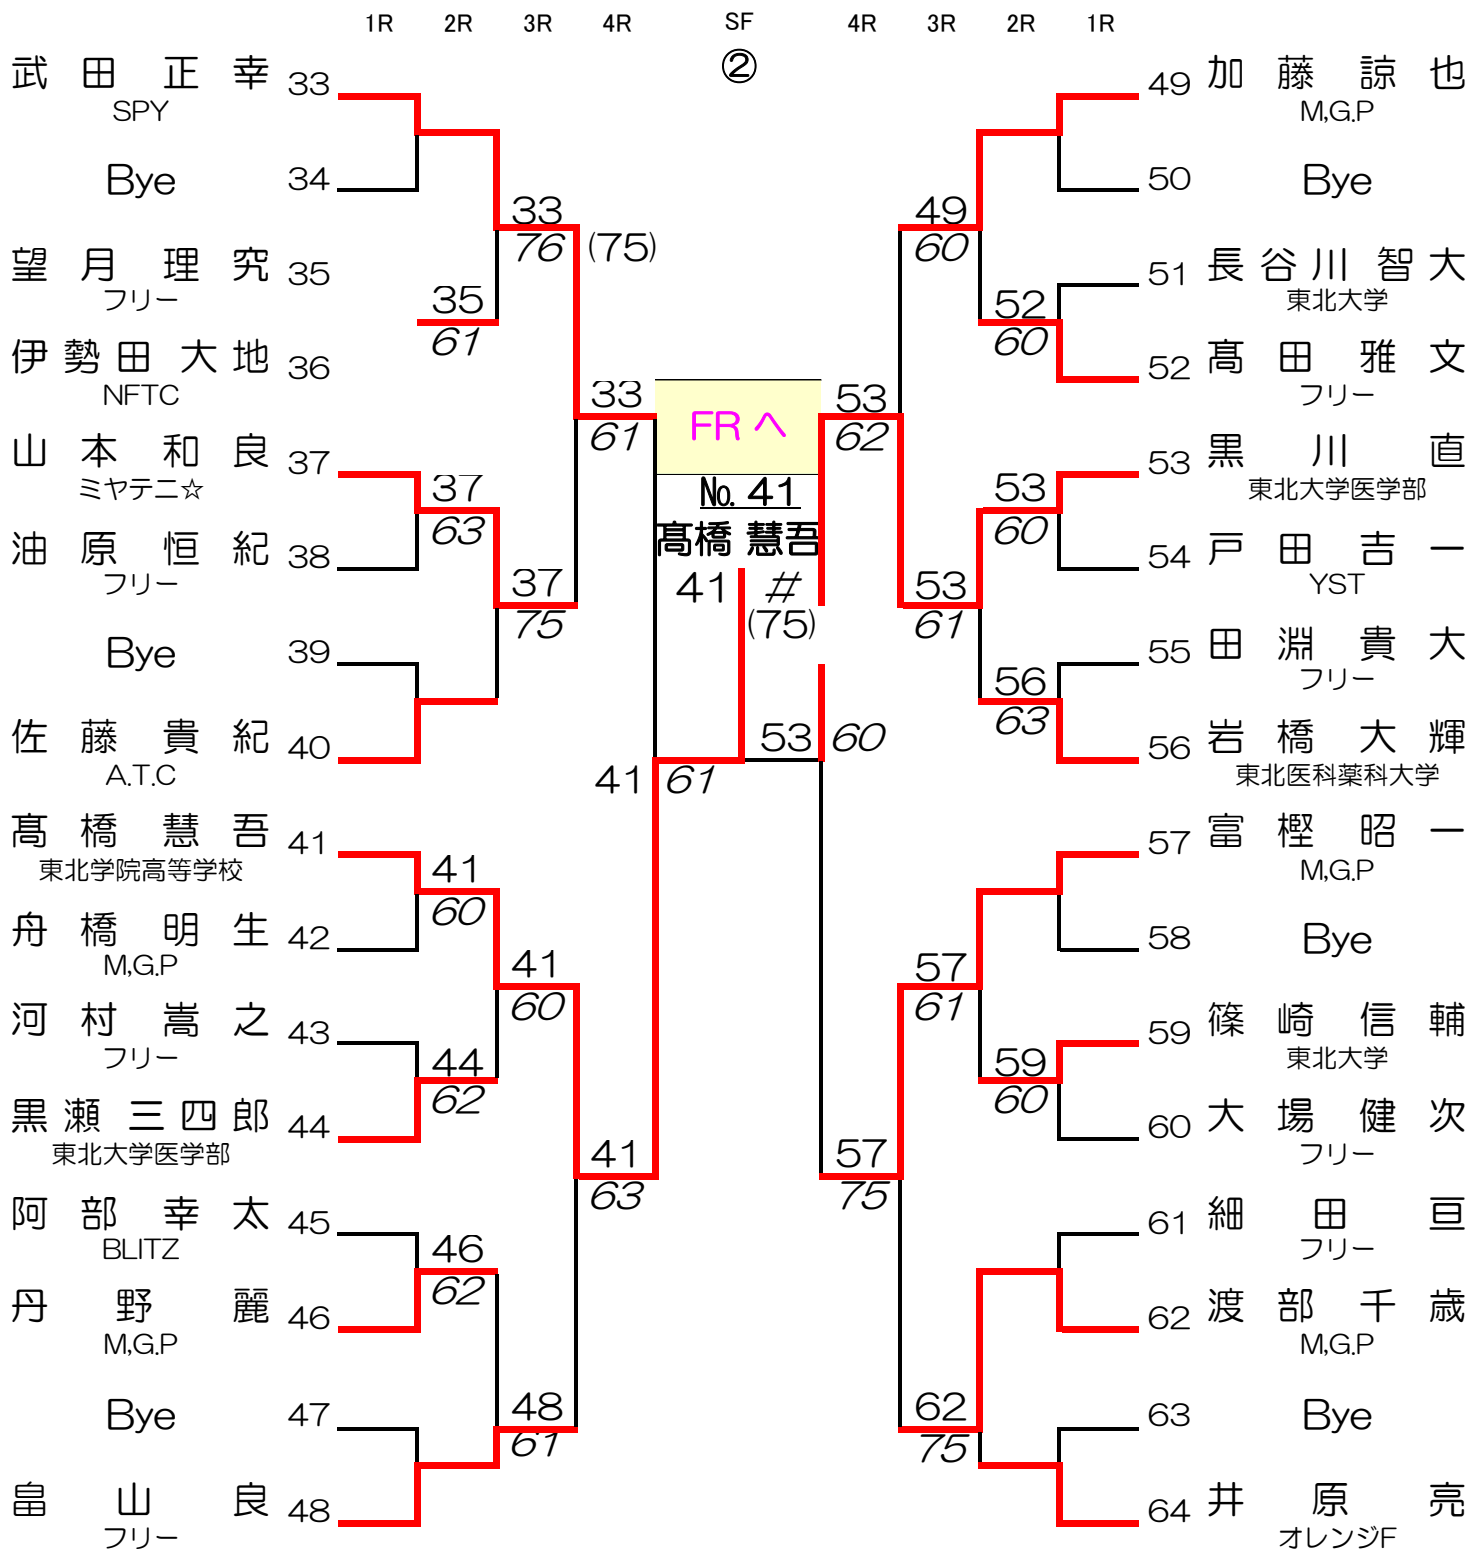 1R 2R 3R 4R SF 4R 3R 2R 1R
②
武田正幸 33
SPY
Bye 34
望月理究 35
フリー
伊勢田大地 36
NFTC
山本和良 37
ミヤテニ☆
油原恒紀 38
フリー
Bye 39
佐藤貴紀 40
A.T.C
髙橋慧吾 41
東北学院高等学校
舟橋明生 42
M,G.P
河村嵩之 43
フリー
黒瀬三四郎 44
東北大学医学部
阿部幸太 45
BLITZ
丹野麗 46
M,G.P
Bye 47
畠山良 48
フリー
35
61
37
63
41
60
44
62
46
62
33
76 (75)
37
75
41
60
48
61
33
61
41
63
FRへ
No. 41
髙橋 慧吾
41 #
(75)
41 61
53 60
53
62
57
75
49
60
53
61
57
61
62
75
52
60
53
60
56
63
59
60
49 加藤諒也
M,G.P
50 Bye
51 長谷川智大
東北大学
52 髙田雅文
フリー
53 黒川直
東北大学医学部
54 戸田吉一
YST
55 田淵貴大
フリー
56 岩橋大輝
東北医科薬科大学
57 富樫昭一
M,G.P
58 Bye
59 篠崎信輔
東北大学
60 大場健次
フリー
61 細田亘
フリー
62 渡部千歳
M,G.P
63 Bye
64 井原亮
オレンジF